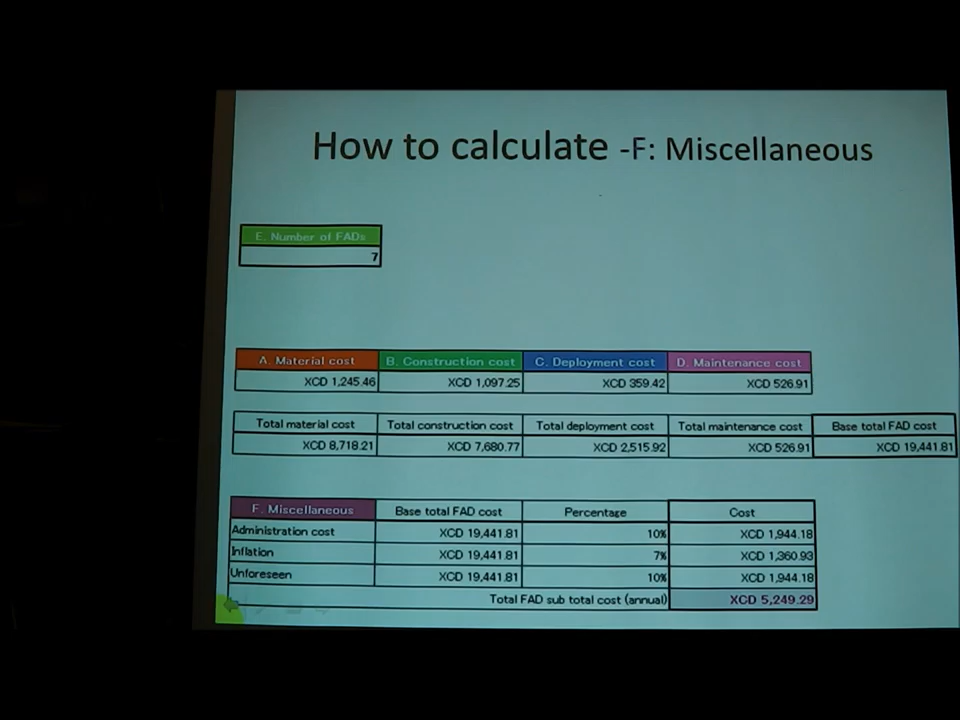 How to calculate -F: Miscellaneous
E. Number of FADs
7
A. Material cost B. Construction cost C. Deployment cost D. Maintenance cost
XCD 1,245.46 XCD 1,097.25 XCD 359.42 XCD 526.91
Total material cost Total construction cost Total deployment cost Total maintenance cost Base total FAD cost
XCD 8,718.21 XCD 7,680.77 XCD 2,515.92 XCD 526.91 XCD 19,441.81
F. Miscellaneous Base total FAD cost Percentage Cost
Administration cost XCD 19,441.81 10% XCD 1,944.18
Inflation XCD 19,441.81 7% XCD 1,360.93
Unforeseen XCD 19,441.81 10% XCD 1,944.18
Total FAD sub total cost (annual) XCD 5,249.29